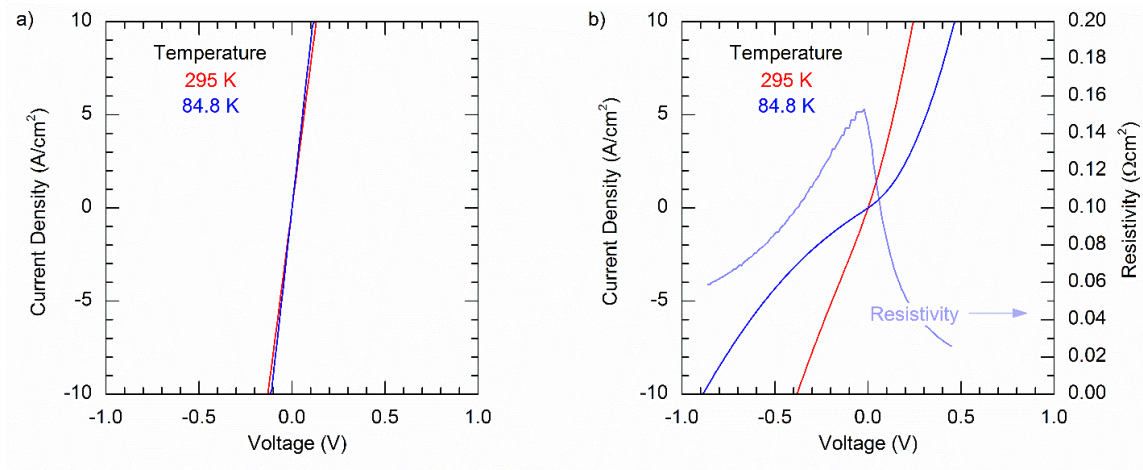 a)
10
5
0
-5
-10
Current Density (A/cm²)
Temperature
295 K
84.8 K
-1.0 -0.5 0.0 0.5 1.0
Voltage (V)
b)
10
5
0
-5
-10
Current Density (A/cm²)
Temperature
295 K
84.8 K
Resistivity
0.20
0.18
0.16
0.14
0.12
0.10
0.08
0.06
0.04
0.02
0.00
Resistivity (Ωcm²)
-1.0 -0.5 0.0 0.5 1.0
Voltage (V)